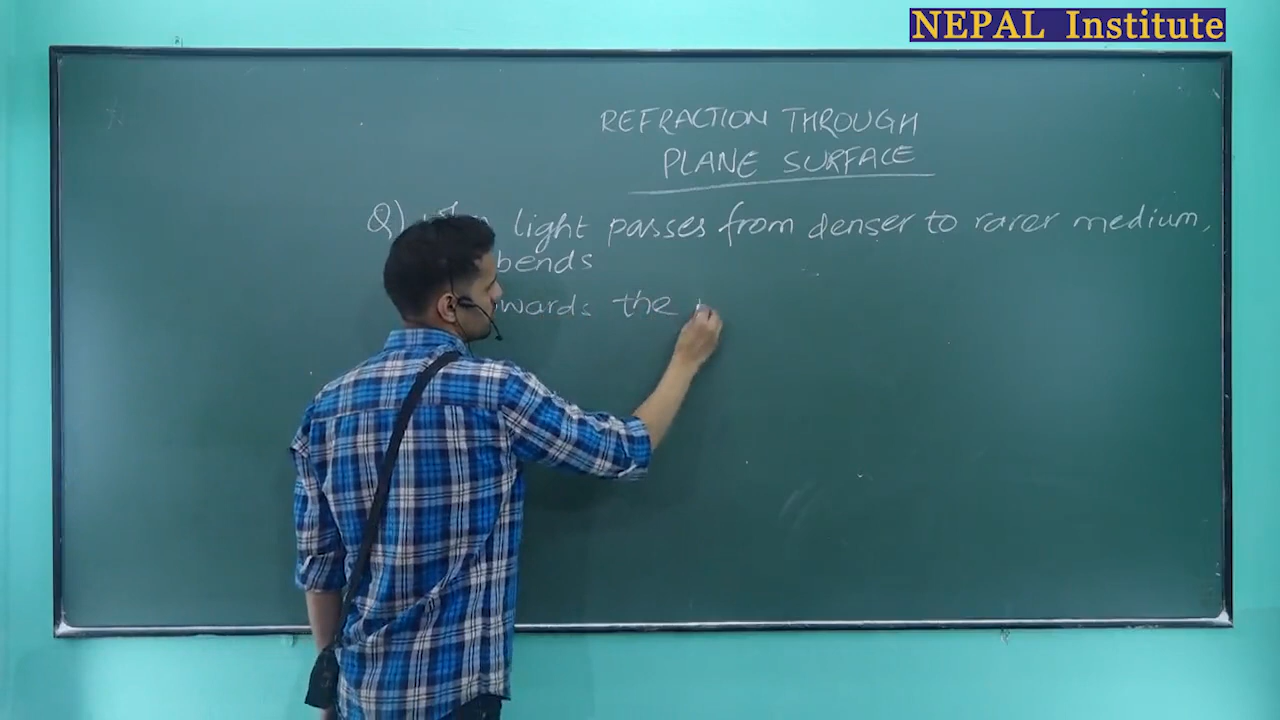 NEPAL Institute
REFRACTION THROUGH
PLANE SURFACE
Q) light passes from denser to rarer medium,
bends
wards the